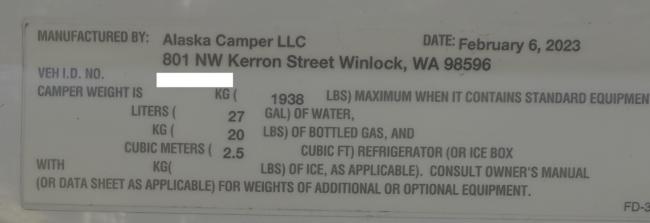 MANUFACTURED BY: Alaska Camper LLC DATE: February 6, 2023
801 NW Kerron Street Winlock, WA 98596
VEH I.D. NO.
CAMPER WEIGHT IS KG ( 1938 LBS) MAXIMUM WHEN IT CONTAINS STANDARD EQUIPMEN
LITERS ( 27 GAL) OF WATER,
KG ( 20 LBS) OF BOTTLED GAS, AND
CUBIC METERS ( 2.5 CUBIC FT) REFRIGERATOR (OR ICE BOX
WITH KG( LBS) OF ICE, AS APPLICABLE). CONSULT OWNER'S MANUAL
(OR DATA SHEET AS APPLICABLE) FOR WEIGHTS OF ADDITIONAL OR OPTIONAL EQUIPMENT.
FD-3